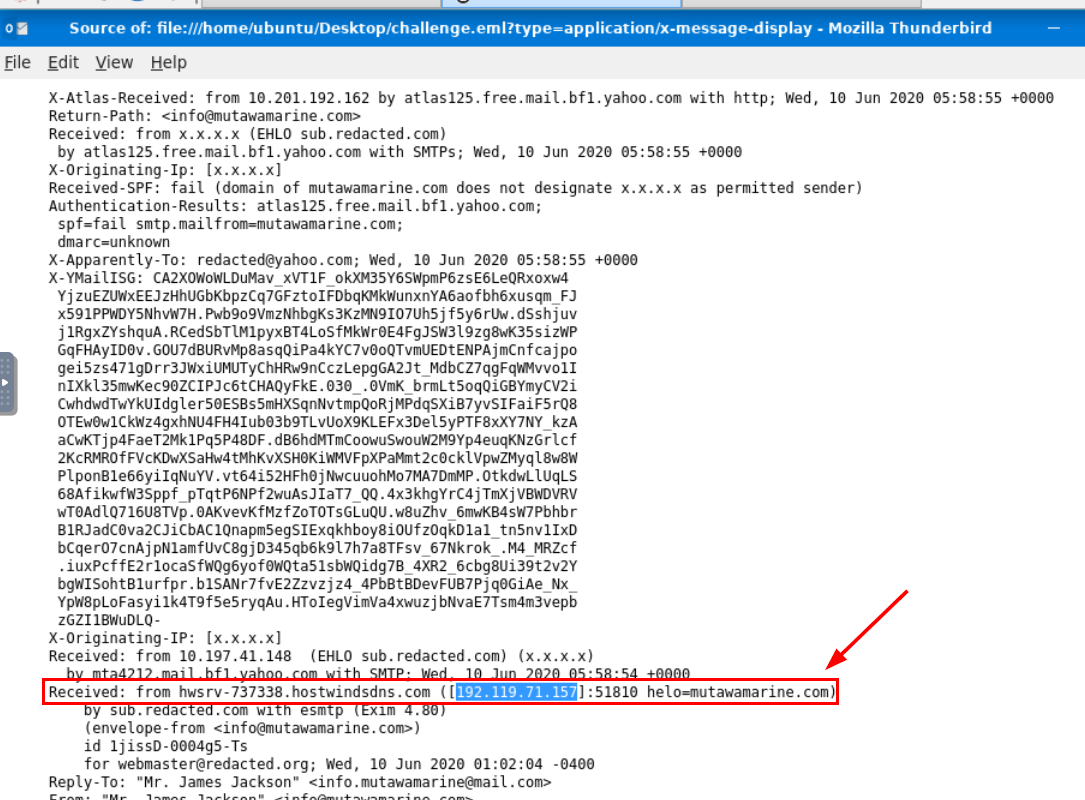 Source of: file:///home/ubuntu/Desktop/challenge.eml?type=application/x-message-display - Mozilla Thunderbird
File Edit View Help
X-Atlas-Received: from 10.201.192.162 by atlas125.free.mail.bf1.yahoo.com with http; Wed, 10 Jun 2020 05:58:55 +0000
Return-Path: <info@mutawamarine.com>
Received: from x.x.x.x (EHLO sub.redacted.com)
by atlas125.free.mail.bf1.yahoo.com with SMTPs; Wed, 10 Jun 2020 05:58:55 +0000
X-Originating-Ip: [x.x.x.x]
Received-SPF: fail (domain of mutawamarine.com does not designate x.x.x.x as permitted sender)
Authentication-Results: atlas125.free.mail.bf1.yahoo.com;
spf=fail smtp.mailfrom=mutawamarine.com;
dmarc=unknown
X-Apparently-To: redacted@yahoo.com; Wed, 10 Jun 2020 05:58:55 +0000
X-YMailISG: CA2XOWoWLDuMav_xVT1F_okXM35Y6SWpmP6zsE6LeQRxoxw4
YjzuEZUWxEEJzHhUGbKbpzCq7GFztoIFDbqKMkWunxnYA6aofbh6xusqm_FJ
x591PPWDY5NhvW7H.Pwb9o9VmzNhbgKs3KzMN9IO7Uh5jf5y6rUw.dSshjuv
j1RgxZYshquA.RCedSbTlM1pyxBT4LoSfMkWr0E4FgJSW3l9zg8wK35sizWP
GqFHAyID0v.GOU7dBURvMp8asqQiPa4kYC7v0oQTvmUEDtENPAjmCnfcajpo
gei5zs471gDrr3JWxiUMUTyChHRw9nCczLepgGA2Jt_MdbCZ7qgFqWMvvo1I
nIXkl35mwKec90ZCIPJc6tCHAQyFkE.030_.0VmK_brmLt5oqQiGBYmyCV2i
CwhdwdTwYkUIdgler50ESBs5mHXSqnNvtmpQoRjMPdqSXiB7yvSIFaiF5rQ8
OTEw0w1CkWz4gxhNU4FH4Iub03b9TLvUoX9KLEFx3Del5yPTF8xXY7NY_kzA
aCwKTjp4FaeT2Mk1Pq5P48DF.dB6hdMTmCoowuSwouW2M9Yp4euqKNzGrlcf
2KcRMROfFVcKDwXSaHw4tMhKvXSH0KiWMVFpXPaMmt2c0cklVpwZMyql8w8W
PlponB1e66yiIqNuYV.vt64i52HFh0jNwcuuohMo7MA7DmMP.OtkdwLlUqLS
68AfikwfW3Sppf_pTqtP6NPf2wuAsJIaT7_QQ.4x3khgYrC4jTmXjVBWDVRV
wT0AdlQ716U8TVp.0AKvevKfMzfZoTOTsGLuQU.w8uZhv_6mwKB4sW7Pbhbr
B1RJadC0va2CJiCbAC1Qnapm5egSIExqkhboy8iOUfzOqkD1a1_tn5nv1IxD
bCqerO7cnAjpN1amfUvC8gjD345qb6k9l7h7a8TFsv_67Nkrok_.M4_MRZcf
.iuxPcffE2r1ocaSfWQg6yof0WQta51sbWQidg7B_4XR2_6cbg8Ui39t2v2Y
bgWISohtB1urfpr.b1SANr7fvE2Zzvzjz4_4PbBtBDevFUB7Pjq0GiAe_Nx_
YpW8pLoFasyi1k4T9f5e5ryqAu.HToIegVimVa4xwuzjbNvaE7Tsm4m3vepb
zGZI1BWuDLQ-
X-Originating-IP: [x.x.x.x]
Received: from 10.197.41.148 (EHLO sub.redacted.com) (x.x.x.x)
by mta4212.mail.bf1.yahoo.com with SMTP; Wed, 10 Jun 2020 05:58:54 +0000
Received: from hwsrv-737338.hostwindsdns.com ([192.119.71.157]:51810 helo=mutawamarine.com)
by sub.redacted.com with esmtp (Exim 4.80)
(envelope-from <info@mutawamarine.com>)
id 1jissD-0004g5-Ts
for webmaster@redacted.org; Wed, 10 Jun 2020 01:02:04 -0400
Reply-To: "Mr. James Jackson" <info.mutawamarine@mail.com>
From: "Mr. James Jackson" <info@mutawamarine.com>